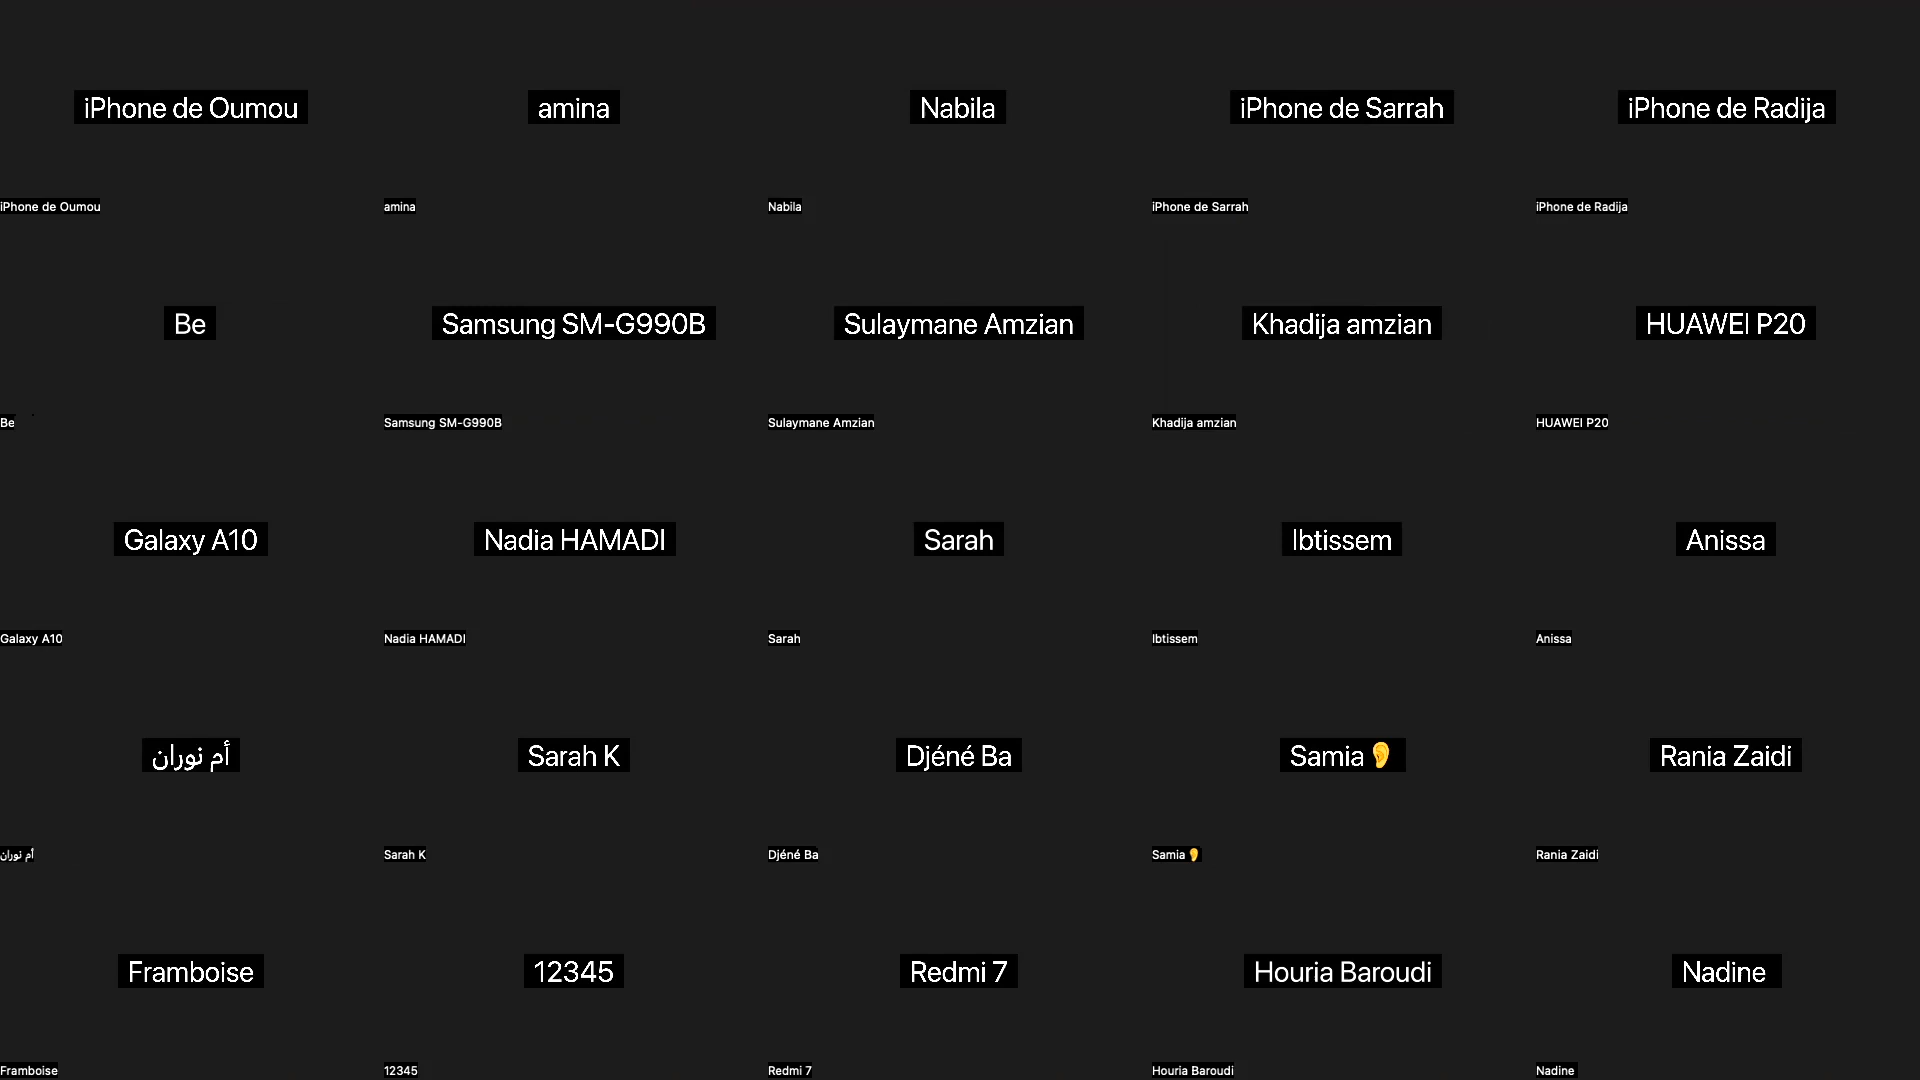 iPhone de Oumou
amina
Nabila
iPhone de Sarrah
iPhone de Radija
iPhone de Oumou
amina
Nabila
iPhone de Sarrah
iPhone de Radija
Be
Samsung SM-G990B
Sulaymane Amzian
Khadija amzian
HUAWEI P20
Be
Samsung SM-G990B
Sulaymane Amzian
Khadija amzian
HUAWEI P20
Galaxy A10
Nadia HAMADI
Sarah
Ibtissem
Anissa
Galaxy A10
Nadia HAMADI
Sarah
Ibtissem
Anissa
أم نوران
Sarah K
Djéné Ba
Samia👂
Rania Zaidi
أم نوران
Sarah K
Djéné Ba
Samia👂
Rania Zaidi
Framboise
12345
Redmi 7
Houria Baroudi
Nadine
Framboise
12345
Redmi 7
Houria Baroudi
Nadine